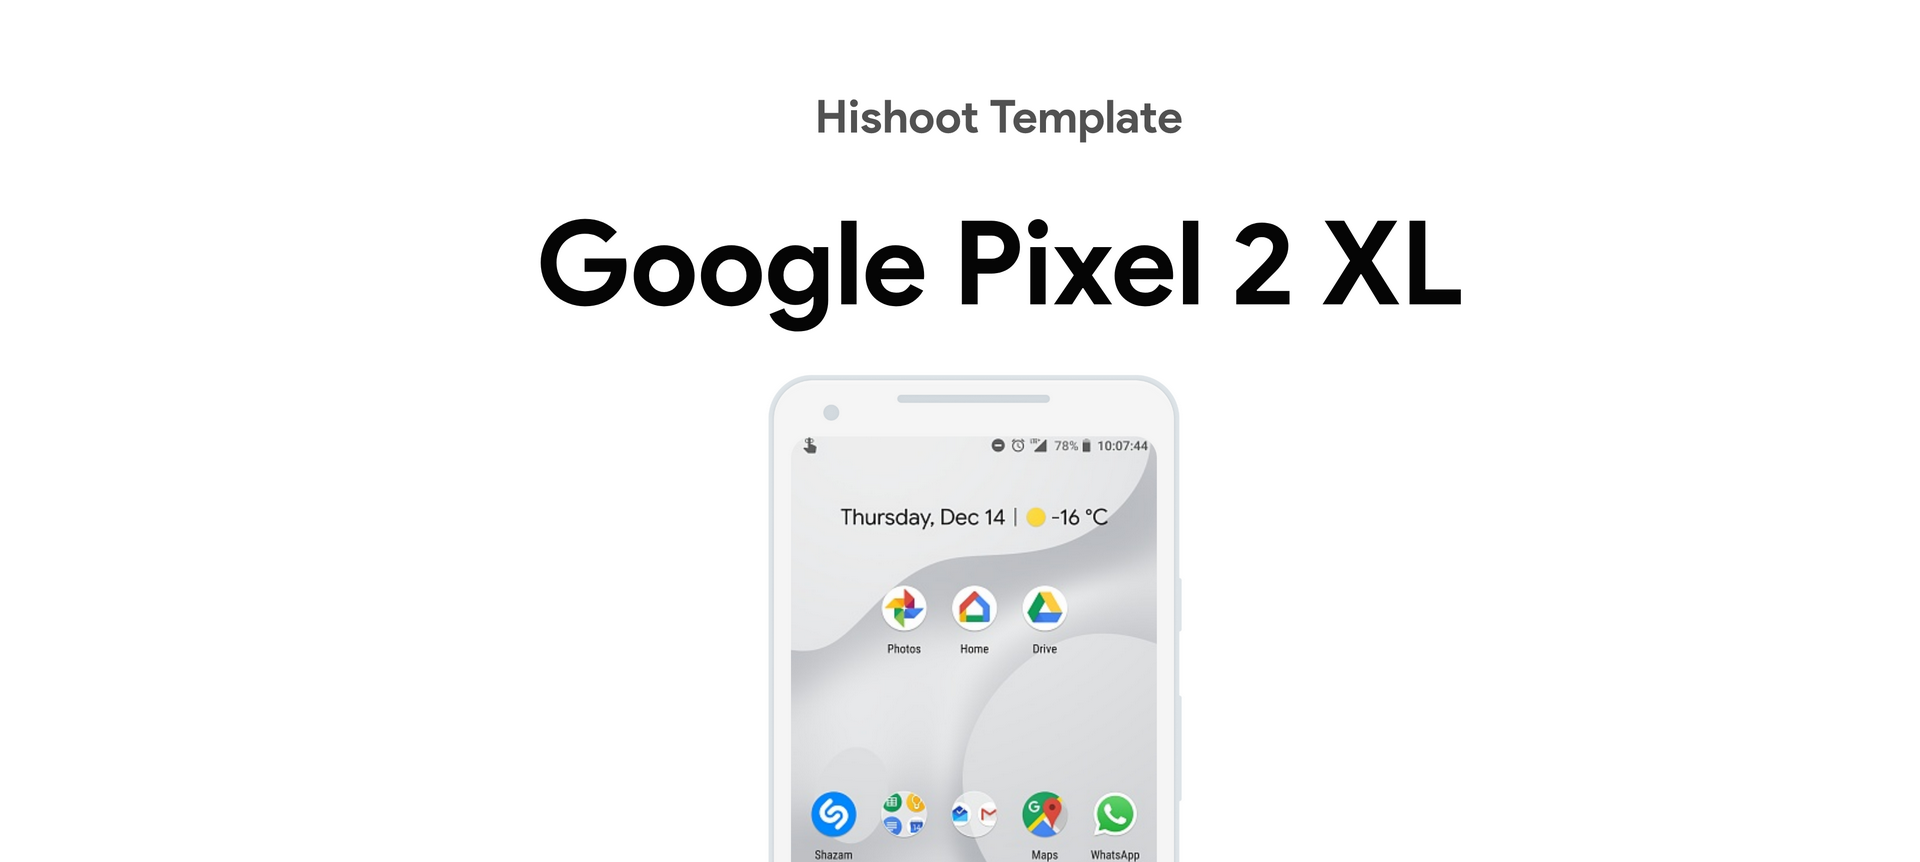 Hishoot Template
Google Pixel 2 XL
78% 10:07:44
Thursday, Dec 14 | -16 °C
Photos Home Drive
Shazam Maps WhatsApp